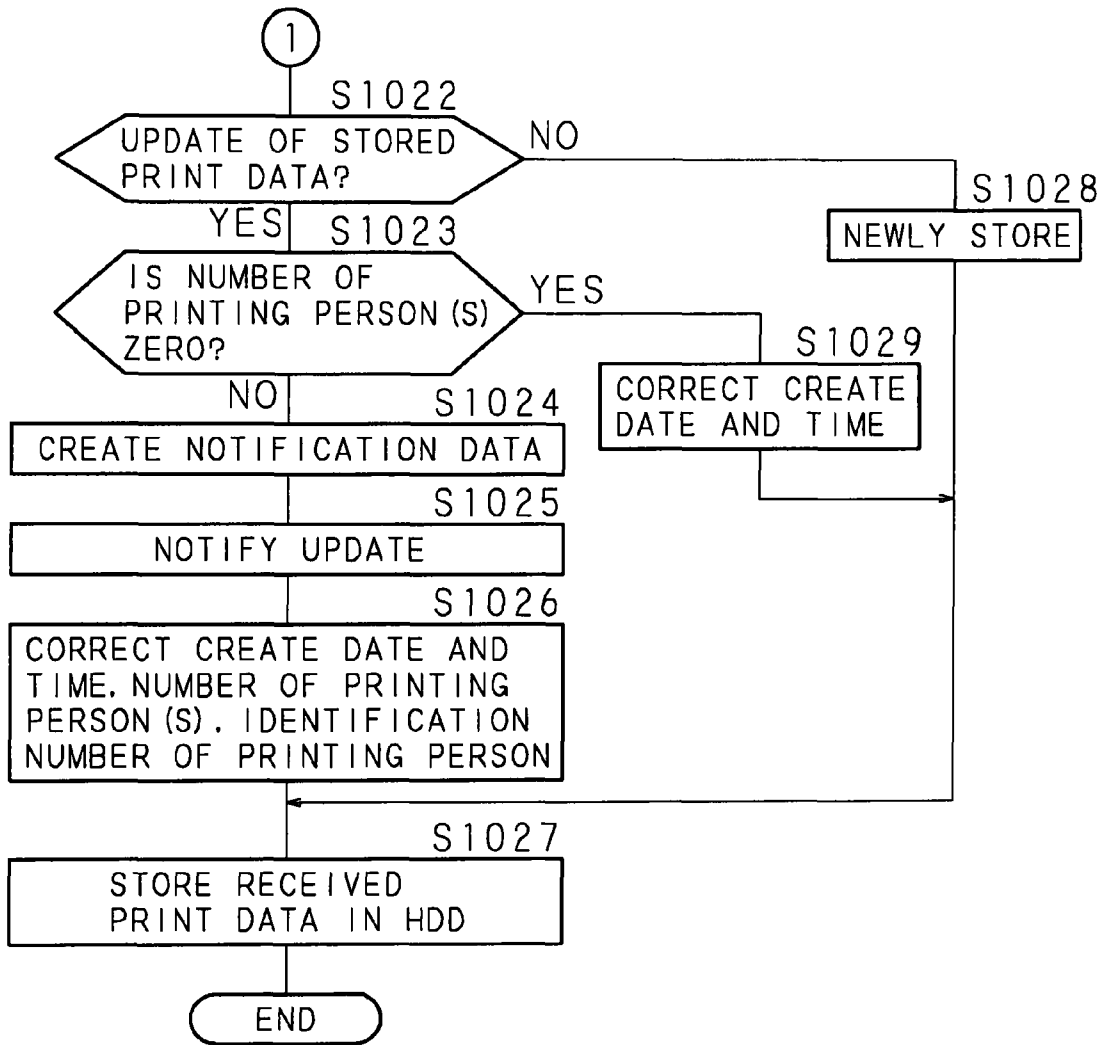 1
S1022
UPDATE OF STORED
PRINT DATA?
NO
YES
S1028
NEWLY STORE
S1023
IS NUMBER OF
PRINTING PERSON(S)
ZERO?
YES
NO
S1029
CORRECT CREATE
DATE AND TIME
S1024
CREATE NOTIFICATION DATA
S1025
NOTIFY UPDATE
S1026
CORRECT CREATE DATE AND
TIME. NUMBER OF PRINTING
PERSON(S). IDENTIFICATION
NUMBER OF PRINTING PERSON
S1027
STORE RECEIVED
PRINT DATA IN HDD
END